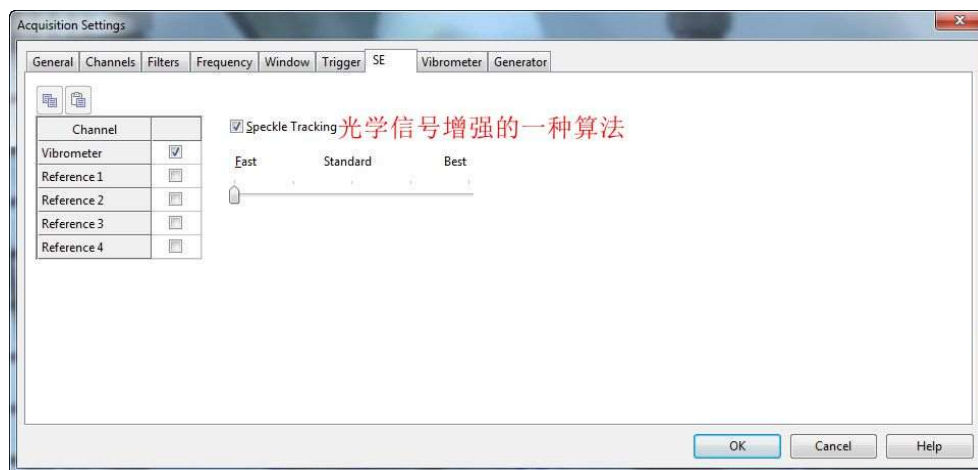 Acquisition Settings
General Channels Filters Frequency Window Trigger SE Vibrometer Generator
Channel
Vibrometer
Reference 1
Reference 2
Reference 3
Reference 4
Speckle Tracking光学信号增强的一种算法
Fast Standard Best
OK Cancel Help